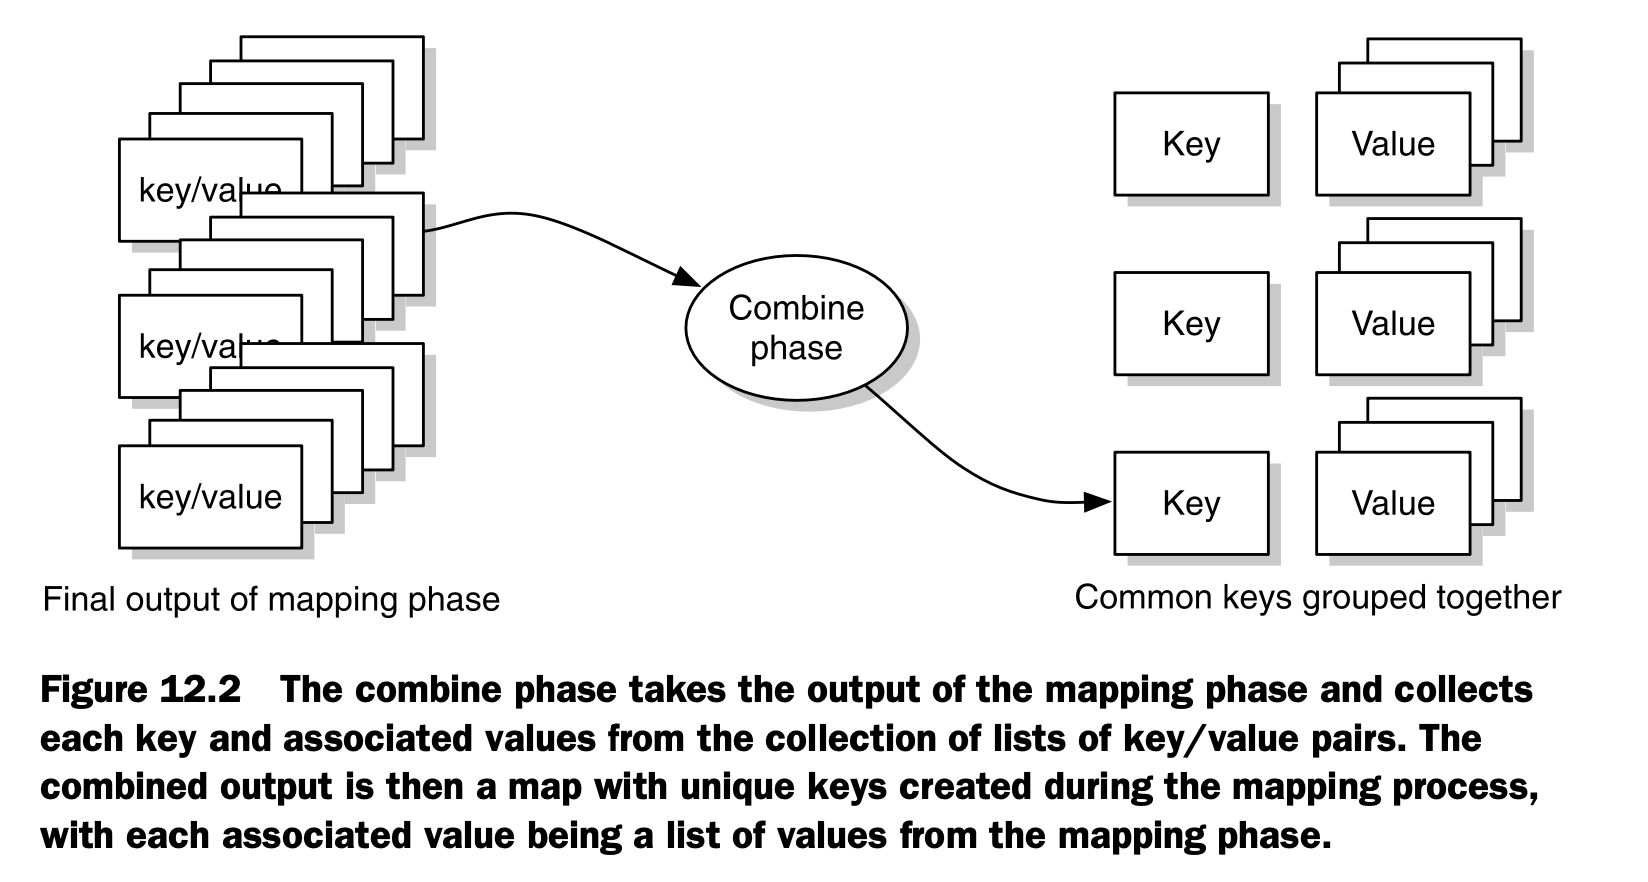 key/value
key/value
key/value
Final output of mapping phase
Combine
phase
Key
Value
Key
Value
Key
Value
Common keys grouped together
Figure 12.2 The combine phase takes the output of the mapping phase and collects
each key and associated values from the collection of lists of key/value pairs. The
combined output is then a map with unique keys created during the mapping process,
with each associated value being a list of values from the mapping phase.